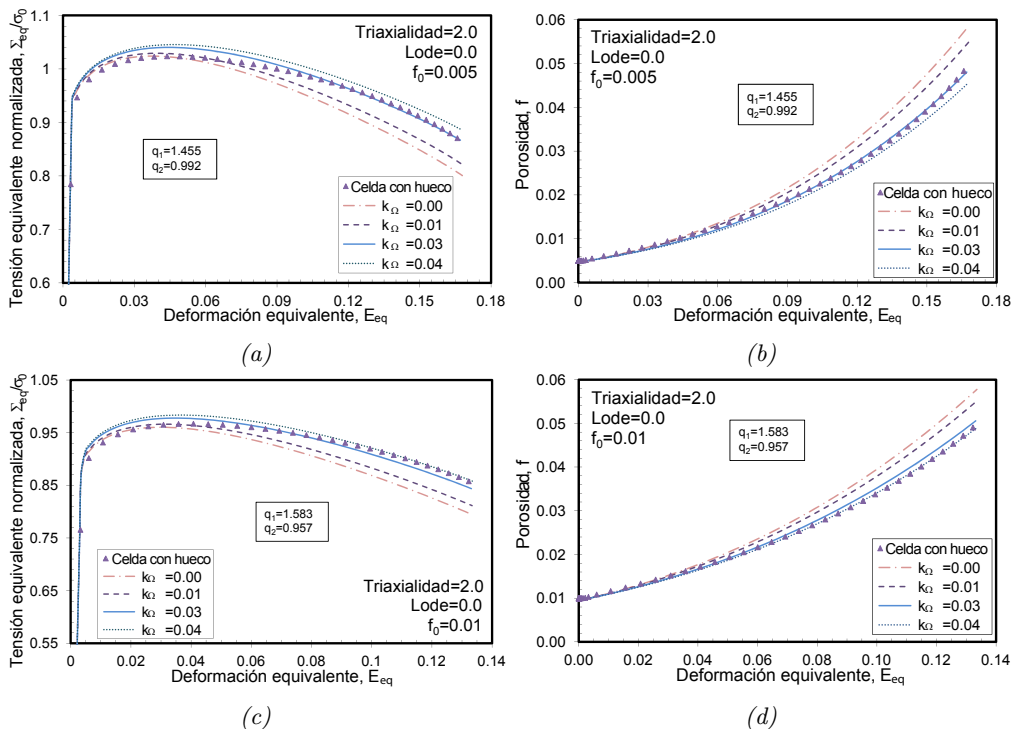 Tensión equivalente normalizada, Σeq/σ0
1.1
1
0.9
0.8
0.7
0.6
0
0.03
0.06
0.09
0.12
0.15
0.18
Deformación equivalente, Eeq
Triaxialidad=2.0
Lode=0.0
f0=0.005
q1=1.455
q2=0.992
Celda con hueco
kΩ =0.00
kΩ =0.01
kΩ =0.03
kΩ =0.04
(a)
Porosidad, f
0.06
0.05
0.04
0.03
0.02
0.01
0.00
0
0.03
0.06
0.09
0.12
0.15
0.18
Deformación equivalente, Eeq
Triaxialidad=2.0
Lode=0.0
f0=0.005
q1=1.455
q2=0.992
Celda con hueco
kΩ =0.00
kΩ =0.01
kΩ =0.03
kΩ =0.04
(b)
Tensión equivalente normalizada, Σeq/σ0
1.05
0.95
0.85
0.75
0.65
0.55
0
0.02
0.04
0.06
0.08
0.1
0.12
0.14
Deformación equivalente, Eeq
q1=1.583
q2=0.957
Celda con hueco
kΩ =0.00
kΩ =0.01
kΩ =0.03
kΩ =0.04
Triaxialidad=2.0
Lode=0.0
f0=0.01
(c)
Porosidad, f
0.06
0.05
0.04
0.03
0.02
0.01
0.00
0.00
0.02
0.04
0.06
0.08
0.10
0.12
0.14
Deformación equivalente, Eeq
Triaxialidad=2.0
Lode=0.0
f0=0.01
q1=1.583
q2=0.957
Celda con hueco
kΩ =0.00
kΩ =0.01
kΩ =0.03
kΩ =0.04
(d)